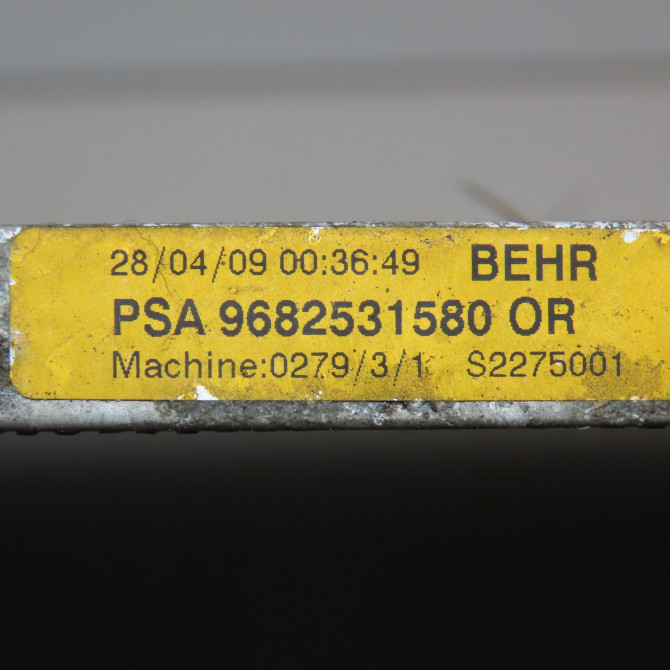 28/04/09 00:36:49 BEHR
PSA 9682531580 OR
Machine:0279/3/1 S2275001